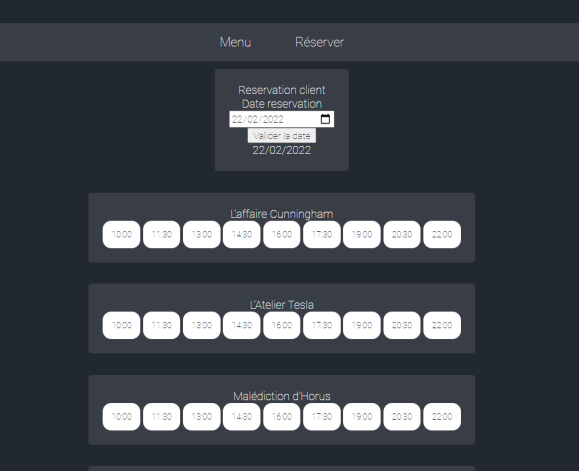 Menu Réserver
Reservation client
Date reservation
22/02/2022
Valider la date
22/02/2022
L'affaire Cunningham
10:00 11:30 13:00 14:30 16:00 17:30 19:00 20:30 22:00
L'Atelier Tesla
10:00 11:30 13:00 14:30 16:00 17:30 19:00 20:30 22:00
Malédiction d'Horus
10:00 11:30 13:00 14:30 16:00 17:30 19:00 20:30 22:00